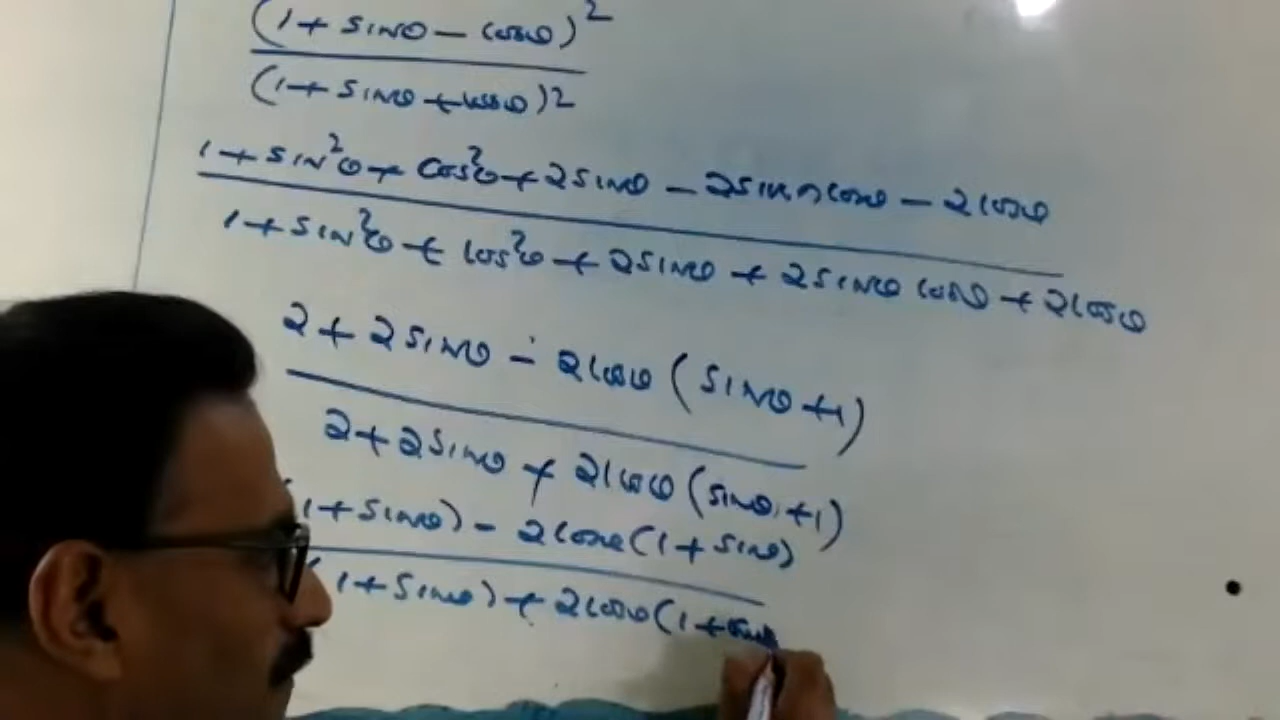 (1 + sinθ - cosθ)²
(1 + sinθ + cosθ)²
1 + sin²θ + cos²θ + 2sinθ - 2sinθcosθ - 2cosθ
1 + sin²θ + cos²θ + 2sinθ + 2sinθ cosθ + 2cosθ
2 + 2sinθ - 2cosθ (sinθ + 1)
2 + 2sinθ + 2cosθ (sinθ + 1)
(1 + sinθ) - 2cosθ (1 + sinθ)
(1 + sinθ) + 2cosθ (1 + sinθ